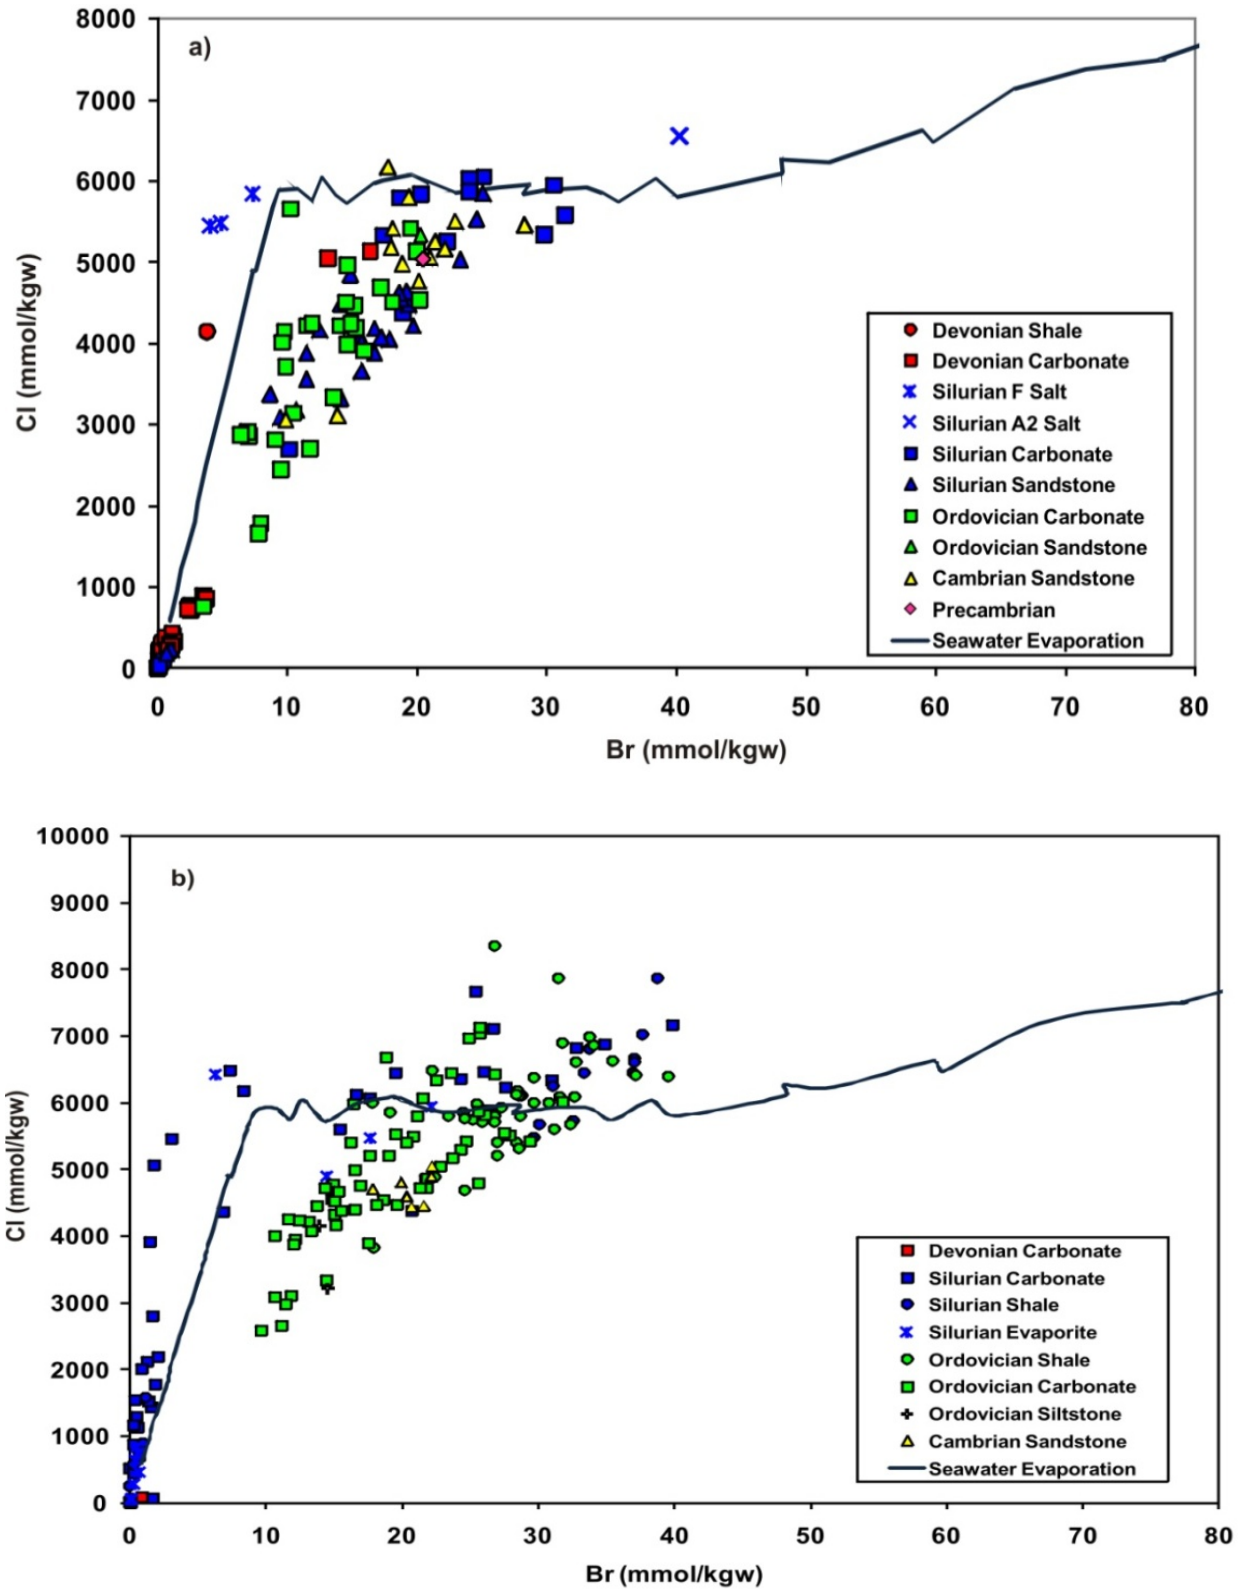 8000
a)
7000
6000
5000
4000
3000
2000
1000
0
Cl (mmol/kgw)
Devonian Shale
Devonian Carbonate
Silurian F Salt
Silurian A2 Salt
Silurian Carbonate
Silurian Sandstone
Ordovician Carbonate
Ordovician Sandstone
Cambrian Sandstone
Precambrian
Seawater Evaporation
0 10 20 30 40 50 60 70 80
Br (mmol/kgw)
10000
b)
9000
8000
7000
6000
5000
4000
3000
2000
1000
0
Cl (mmol/kgw)
Devonian Carbonate
Silurian Carbonate
Silurian Shale
Silurian Evaporite
Ordovician Shale
Ordovician Carbonate
Ordovician Siltstone
Cambrian Sandstone
Seawater Evaporation
0 10 20 30 40 50 60 70 80
Br (mmol/kgw)